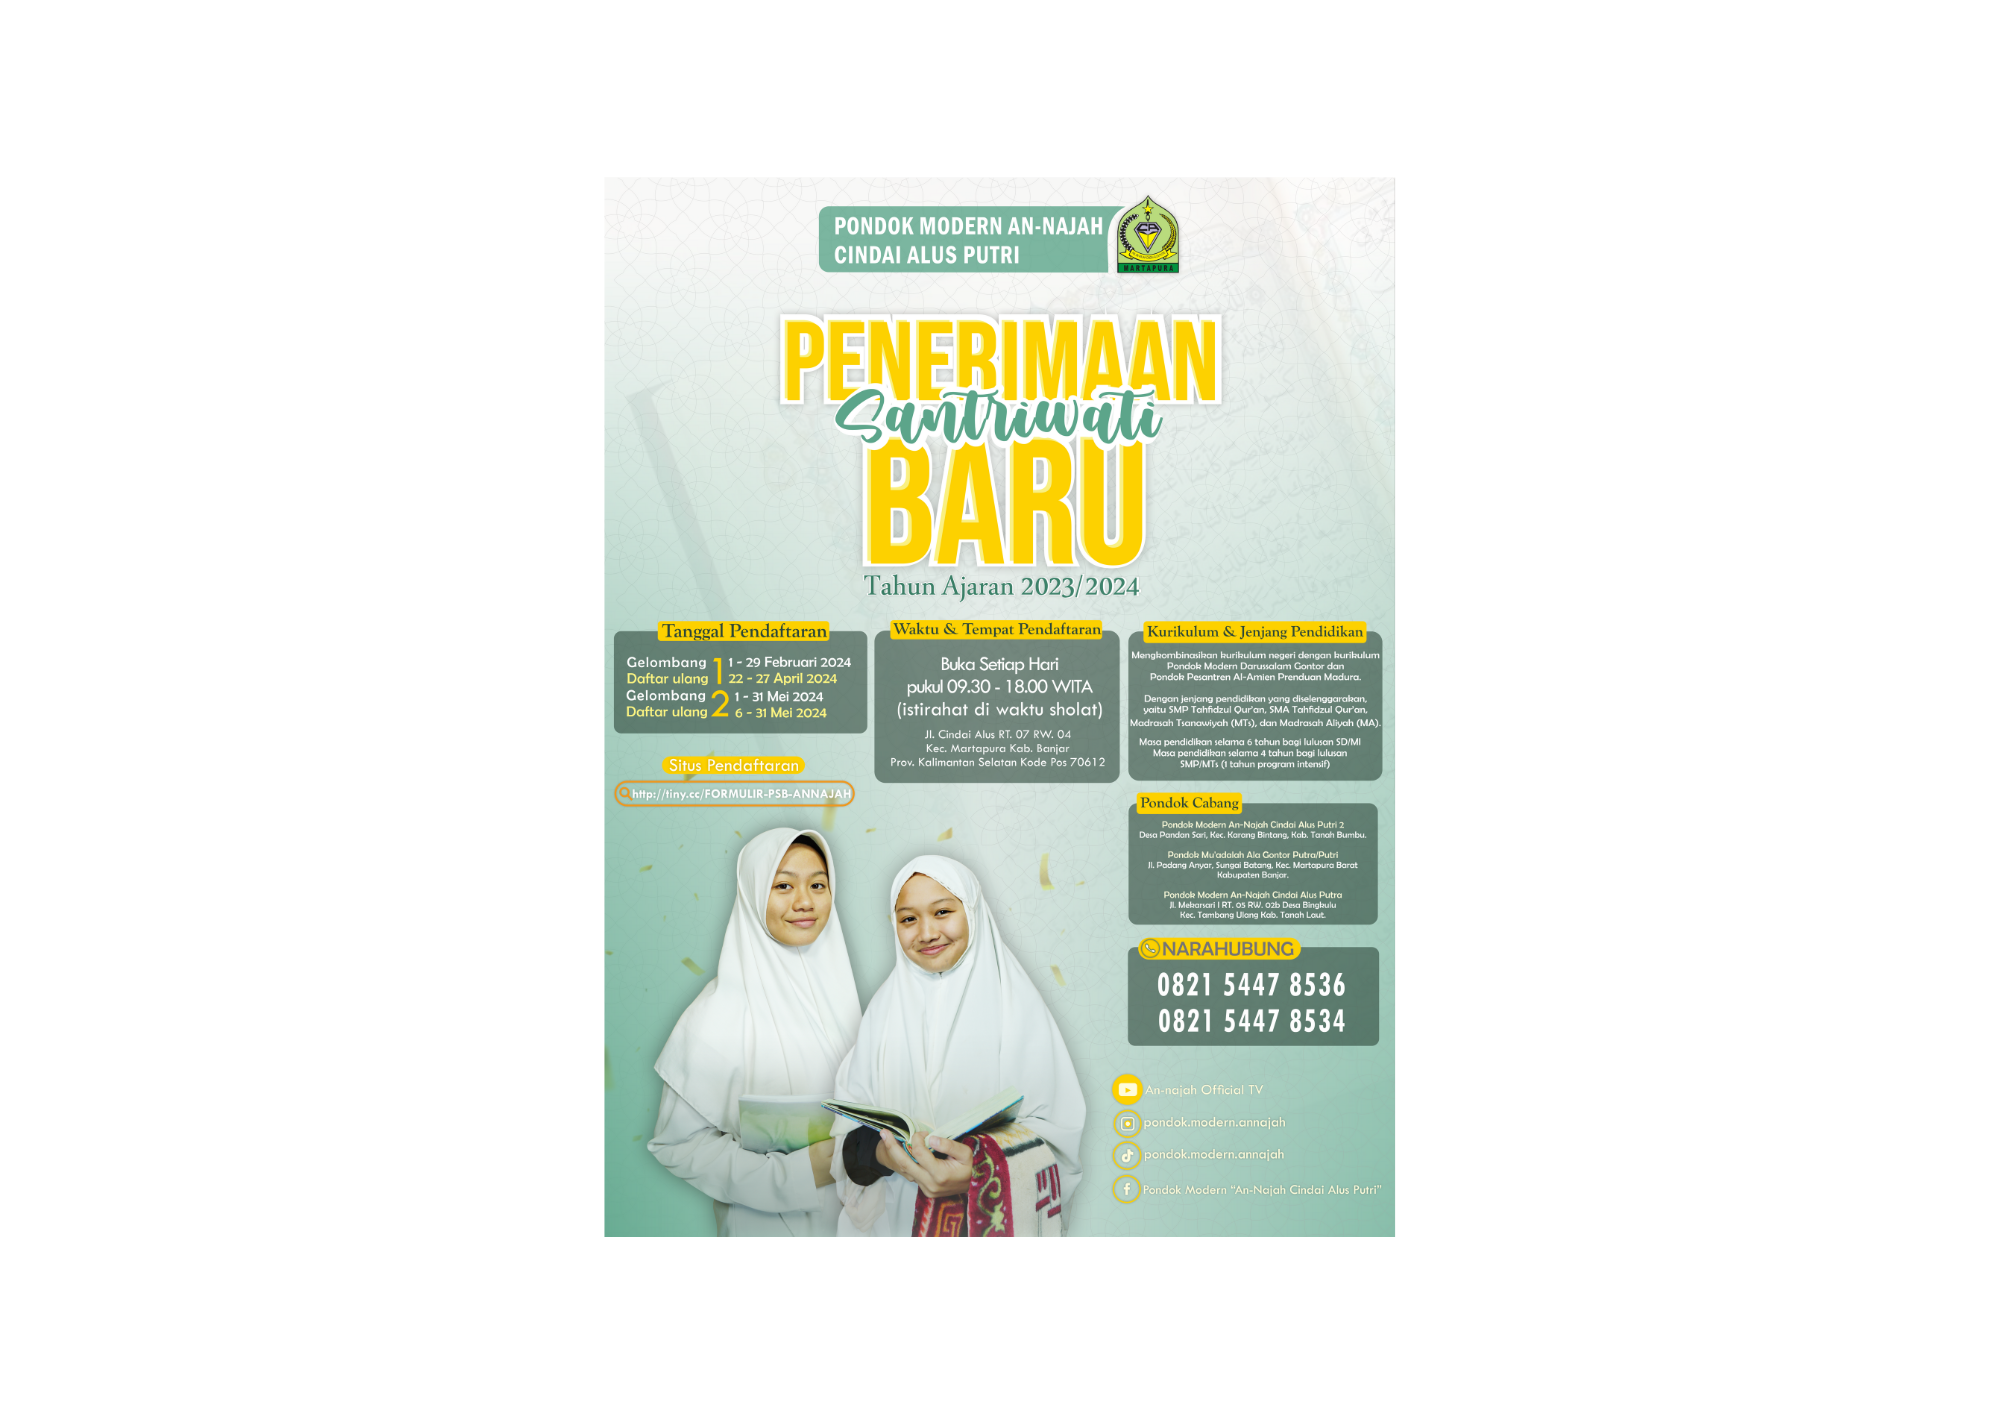 PONDOK MODERN AN-NAJAH
CINDAI ALUS PUTRI
MARTAPURA
PENERIMAAN
Santriwati
BARU
Tahun Ajaran 2023/2024
Tanggal Pendaftaran
Gelombang 1 1 - 29 Februari 2024
Daftar ulang 22 - 27 April 2024
Gelombang 2 1 - 31 Mei 2024
Daftar ulang 6 - 31 Mei 2024
Situs Pendaftaran
http://tiny.cc/FORMULIR-PSB-ANNAJAH
Waktu & Tempat Pendaftaran
Buka Setiap Hari
pukul 09.30 - 18.00 WITA
(istirahat di waktu sholat)
Jl. Cindai Alus RT. 07 RW. 04
Kec. Martapura Kab. Banjar
Prov. Kalimantan Selatan Kode Pos 70612
Kurikulum & Jenjang Pendidikan
Mengkombinasikan kurikulum negeri dengan kurikulum
Pondok Modern Darussalam Gontor dan
Pondok Pesantren Al-Amien Prenduan Madura.
Dengan jenjang pendidikan yang diselenggarakan,
yaitu SMP Tahfidzul Qur'an, SMA Tahfidzul Qur'an,
Madrasah Tsanawiyah (MTs), dan Madrasah Aliyah (MA).
Masa pendidikan selama 6 tahun bagi lulusan SD/MI
Masa pendidikan selama 4 tahun bagi lulusan
SMP/MTs (1 tahun program intensif)
Pondok Cabang
Pondok Modern An-Najah Cindai Alus Putri 2
Desa Pandan Sari, Kec. Karang Bintang, Kab. Tanah Bumbu.
Pondok Mu'adalah Ala Gontor Putra/Putri
Jl. Padang Anyar, Sungai Batang, Kec. Martapura Barat
Kabupaten Banjar.
Pondok Modern An-Najah Cindai Alus Putra
Jl. Mekarsari I RT. 05 RW. 02b Desa Bingkulu
Kec. Tambang Ulang Kab. Tanah Laut.
NARAHUBUNG
0821 5447 8536
0821 5447 8534
An-najah Official TV
pondok.modern.annajah
pondok.modern.annajah
Pondok Modern “An-Najah Cindai Alus Putri”